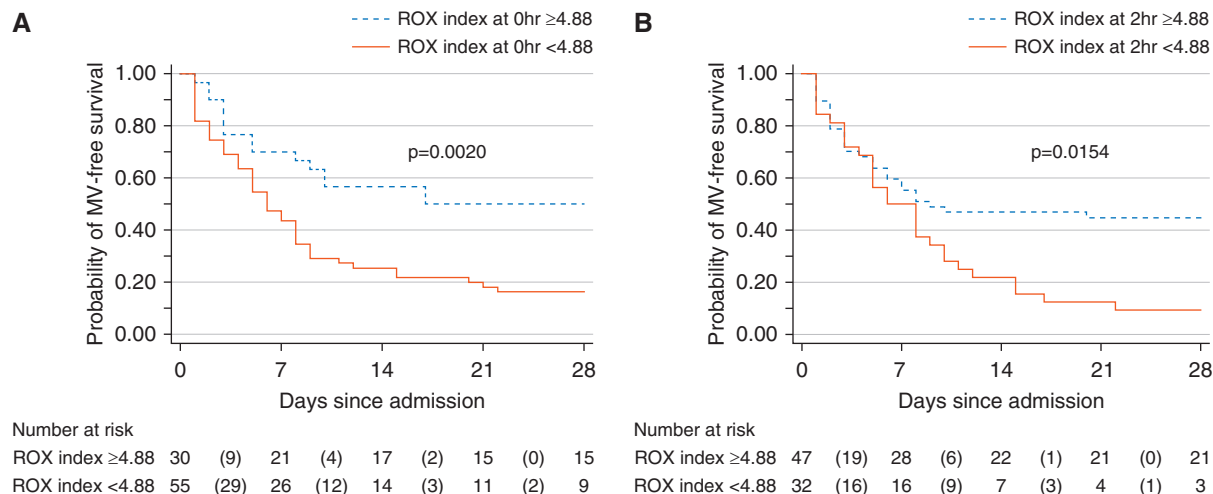 A
ROX index at 0hr ≥4.88
ROX index at 0hr <4.88
Probability of MV-free survival
1.00
0.80
0.60
0.40
0.20
0.00
p=0.0020
0 7 14 21 28
Days since admission
Number at risk
ROX index ≥4.88 30 (9) 21 (4) 17 (2) 15 (0) 15
ROX index <4.88 55 (29) 26 (12) 14 (3) 11 (2) 9
B
ROX index at 2hr ≥4.88
ROX index at 2hr <4.88
Probability of MV-free survival
1.00
0.80
0.60
0.40
0.20
0.00
p=0.0154
0 7 14 21 28
Days since admission
Number at risk
ROX index ≥4.88 47 (19) 28 (6) 22 (1) 21 (0) 21
ROX index <4.88 32 (16) 16 (9) 7 (3) 4 (1) 3